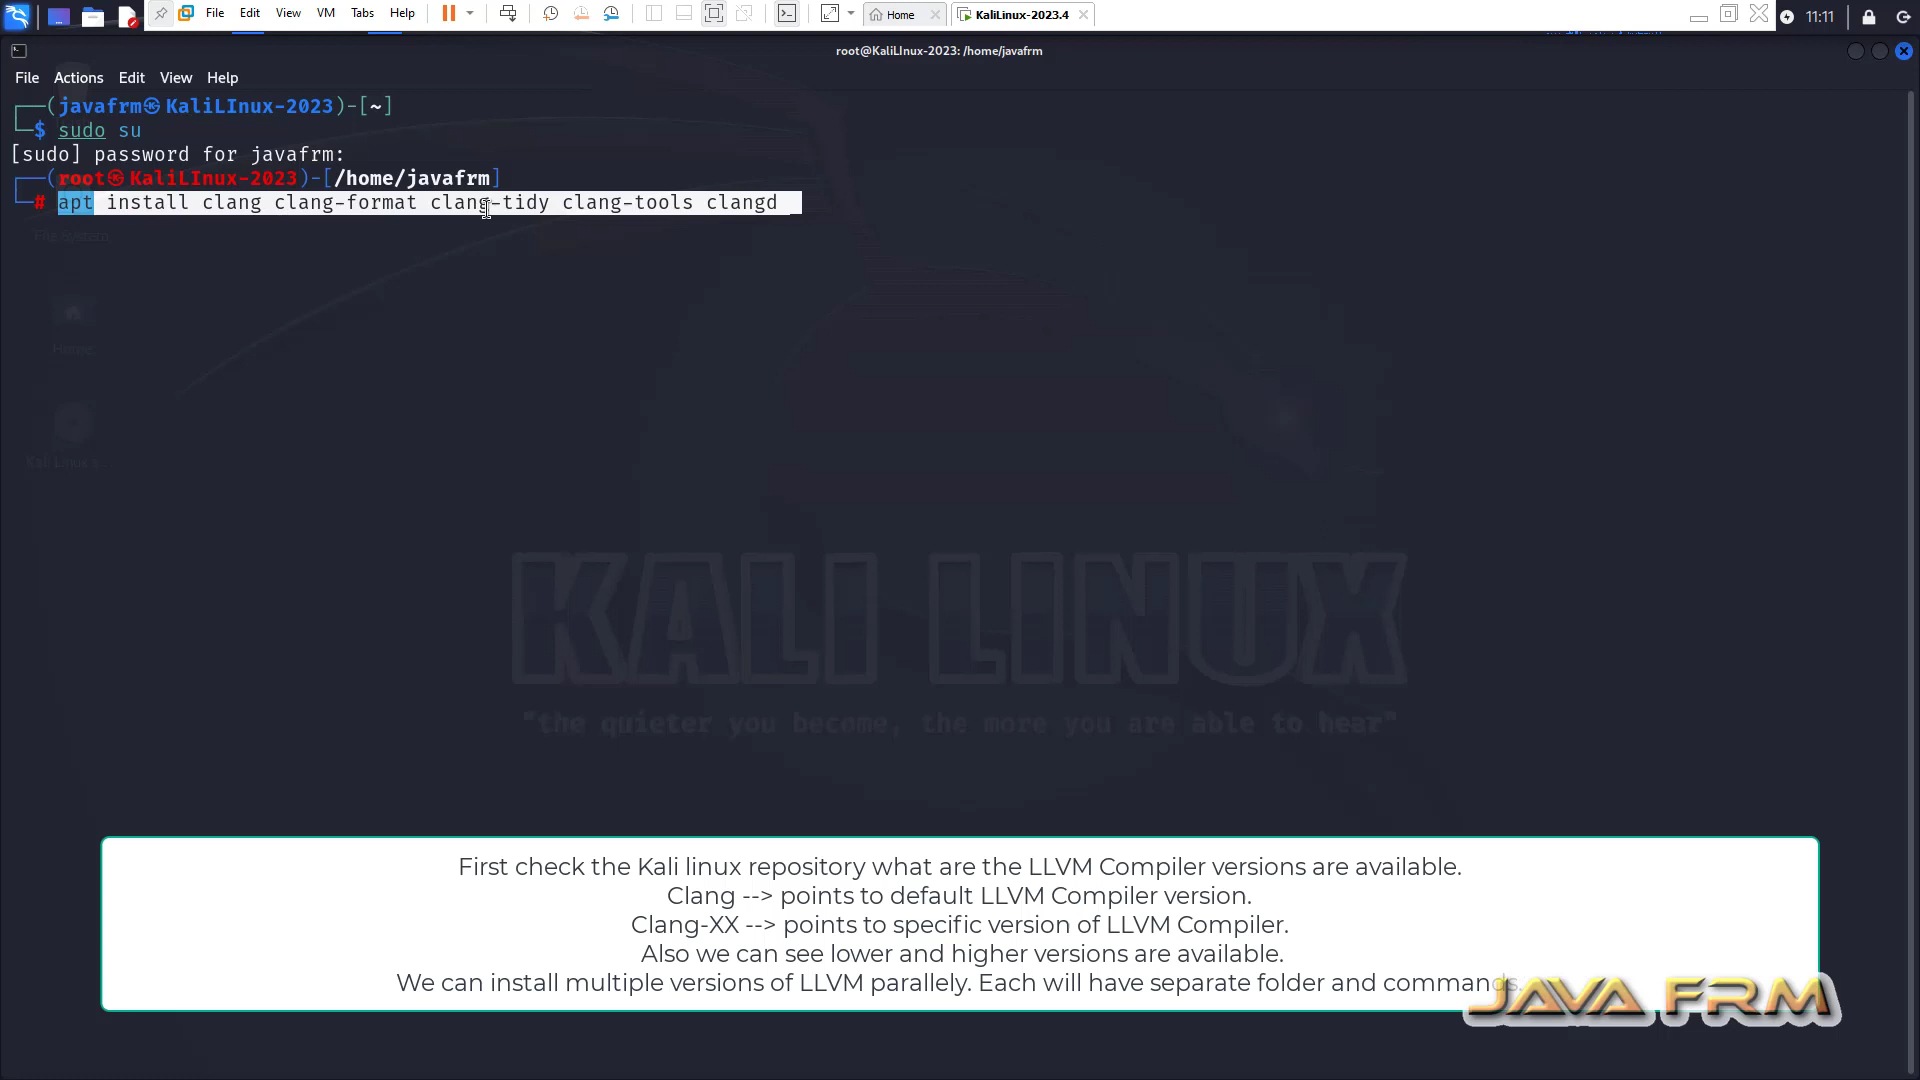 File Edit View VM Tabs Help Home KaliLinux-2023.4 11:11
root@KaliLInux-2023: /home/javafrm
File Actions Edit View Help
(javafrm㉿KaliLInux-2023)-[~]
$ sudo su
[sudo] password for javafrm:
(root㉿KaliLInux-2023)-[/home/javafrm]
# apt install clang clang-format clang-tidy clang-tools clangd
File System
Home
Kali Linux a...
KALI LINUX
"the quieter you become, the more you are able to hear"
First check the Kali linux repository what are the LLVM Compiler versions are available.
Clang --> points to default LLVM Compiler version.
Clang-XX --> points to specific version of LLVM Compiler.
Also we can see lower and higher versions are available.
We can install multiple versions of LLVM parallely. Each will have separate folder and commands.
JAVA FRM